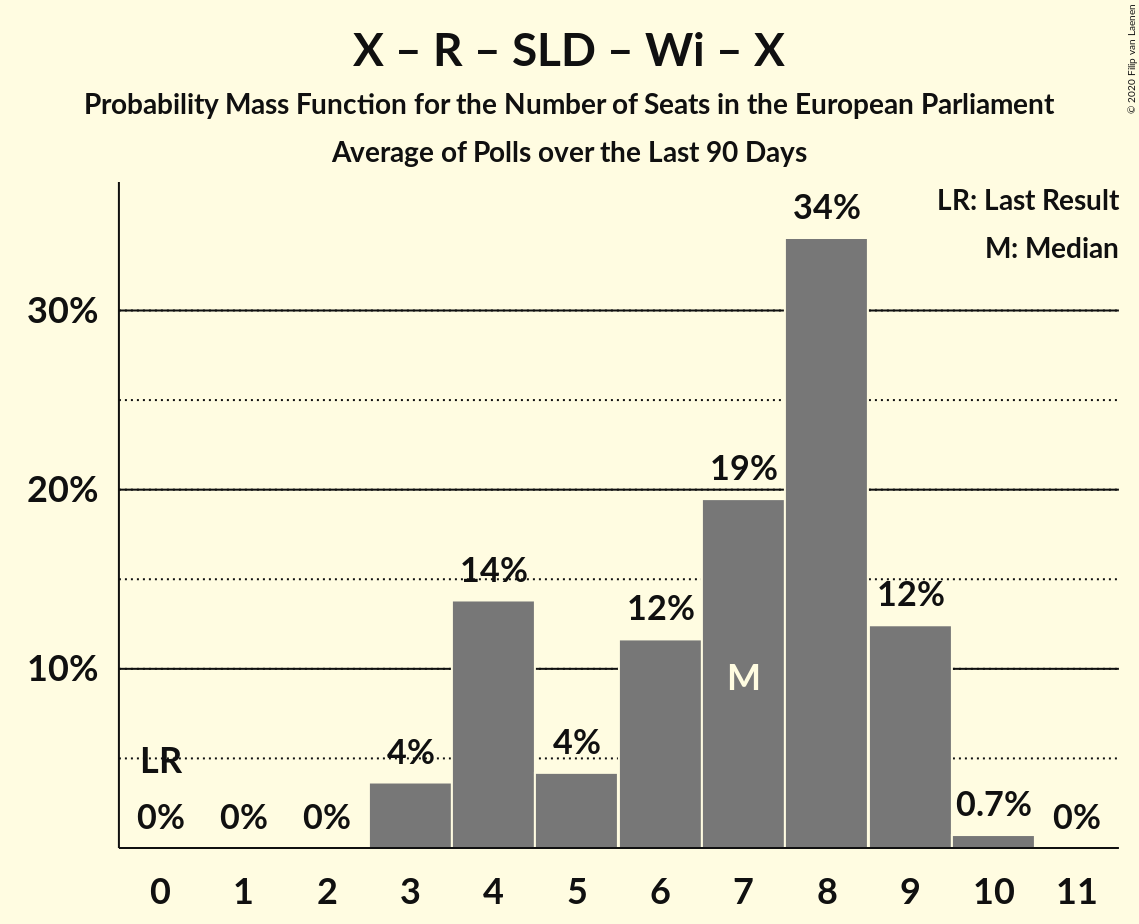 X – R – SLD – Wi – X
Probability Mass Function for the Number of Seats in the European Parliament
Average of Polls over the Last 90 Days
© 2020 Filip van Laenen
LR: Last Result
M: Median
30%
20%
10%
LR
0%
0%
0%
4%
14%
4%
12%
19%
M
34%
12%
0.7%
0%
0 1 2 3 4 5 6 7 8 9 10 11